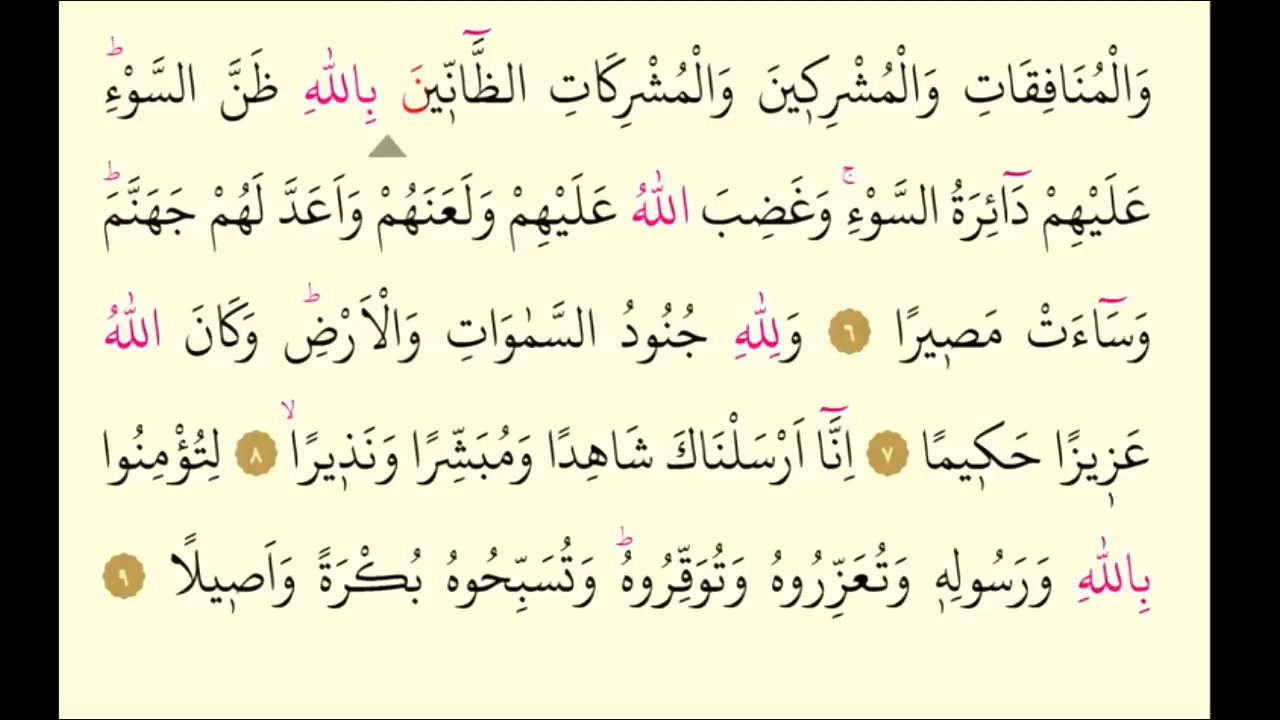 وَالْمُنَافِقَاتِ وَالْمُشْرِك۪ينَ وَالْمُشْرِكَاتِ الظَّٓانّ۪ينَ بِاللّٰهِ ظَنَّ السَّوْءِۜ
عَلَيْهِمْ دَٓائِرَةُ السَّوْءِۚ وَغَضِبَ اللّٰهُ عَلَيْهِمْ وَلَعَنَهُمْ وَاَعَدَّ لَهُمْ جَهَنَّمَۜ
وَسَٓاءَتْ مَص۪يرًا ٦ وَلِلّٰهِ جُنُودُ السَّمٰوَاتِ وَالْاَرْضِۜ وَكَانَ اللّٰهُ
عَز۪يزًا حَك۪يمًا ٧ اِنَّٓا اَرْسَلْنَاكَ شَاهِدًا وَمُبَشِّرًا وَنَذ۪يرًاۙ ٨ لِتُؤْمِنُوا
بِاللّٰهِ وَرَسُولِه۪ وَتُعَزِّرُوهُ وَتُوَقِّرُوهُۜ وَتُسَبِّحُوهُ بُكْرَةً وَاَص۪يلًا ٩